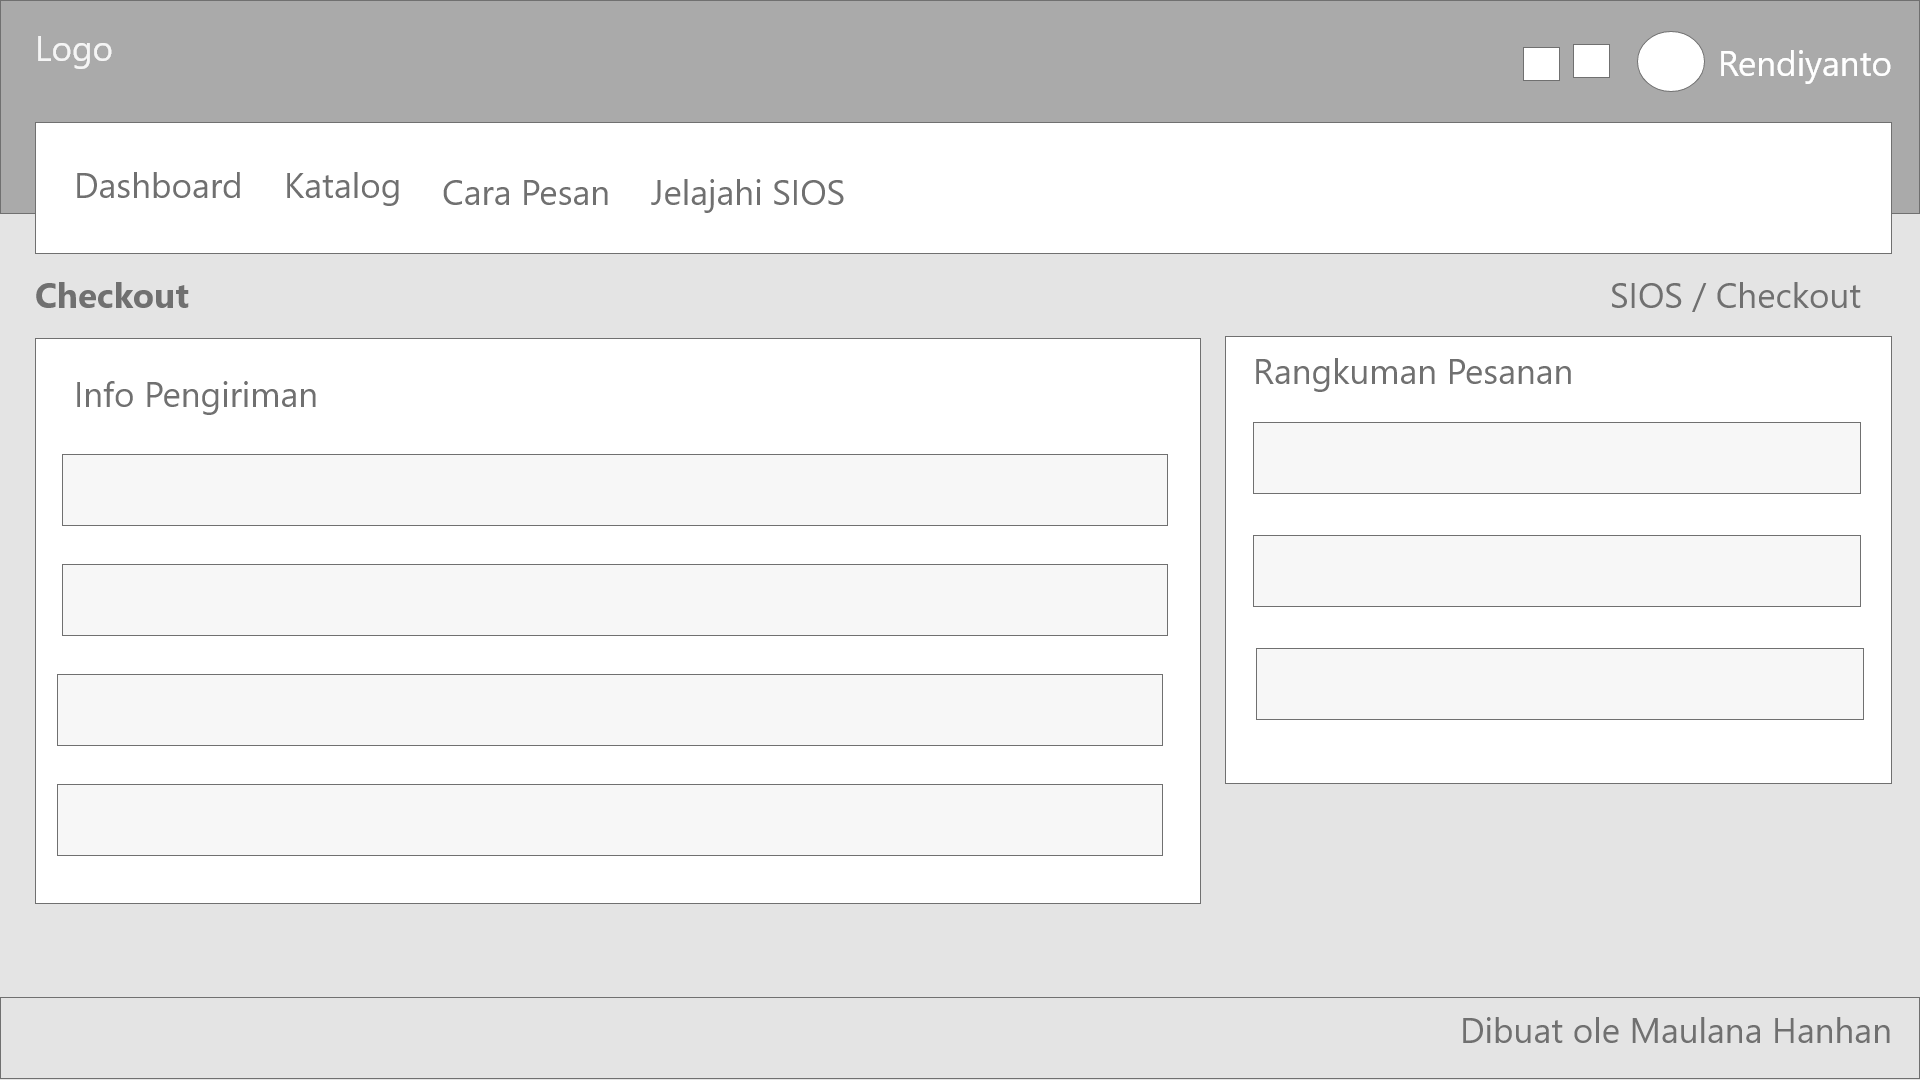 Logo
Rendiyanto
Dashboard Katalog Cara Pesan Jelajahi SIOS
Checkout
SIOS / Checkout
Info Pengiriman
Rangkuman Pesanan
Dibuat ole Maulana Hanhan